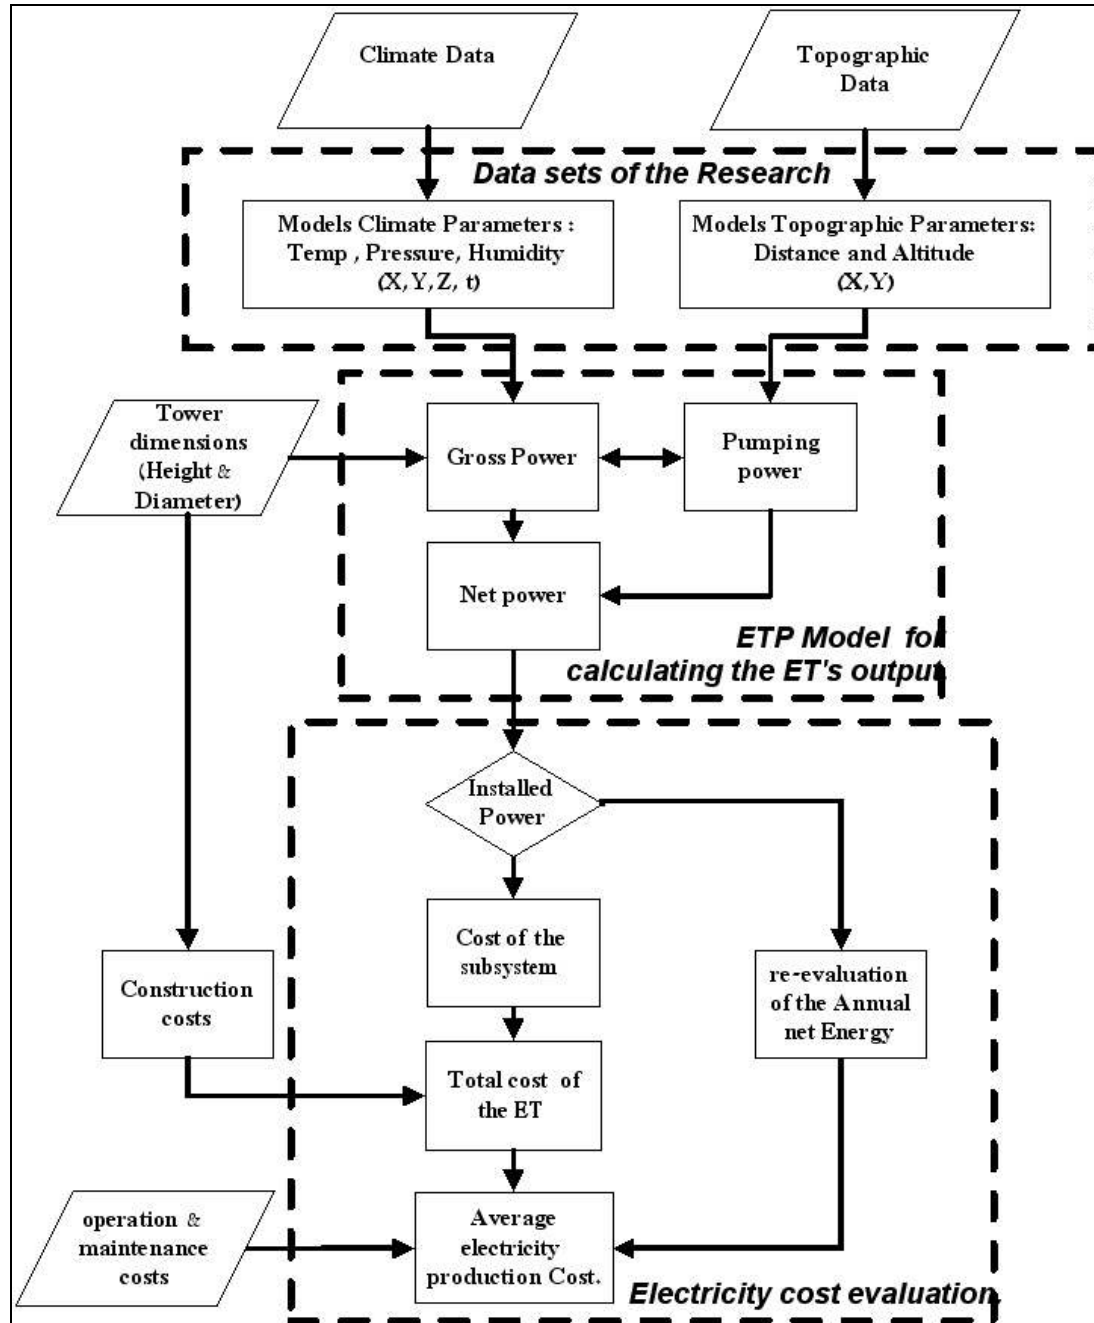 Climate Data
Topographic
Data
Data sets of the Research
Models Climate Parameters :
Temp , Pressure, Humidity
(X, Y, Z, t)
Models Topographic Parameters:
Distance and Altitude
(X,Y)
Tower
dimensions
(Height &
Diameter)
Gross Power
Pumping
power
Net power
ETP Model for
calculating the ET's output
Installed
Power
Cost of the
subsystem
re-evaluation
of the Annual
net Energy
Construction
costs
Total cost of
the ET
operation &
maintenance
costs
Average
electricity
production Cost.
Electricity cost evaluation